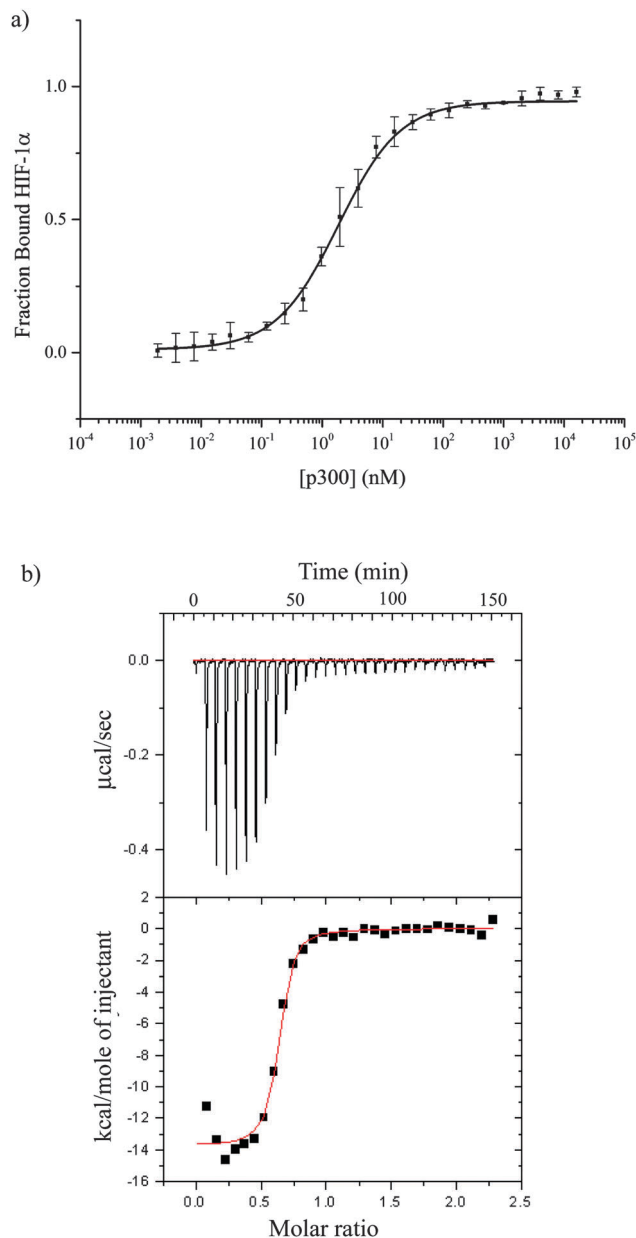 a)
Fraction Bound HIF-1α
1.0
0.5
0.0
10⁻⁴ 10⁻³ 10⁻² 10⁻¹ 10⁰ 10¹ 10² 10³ 10⁴ 10⁵
[p300] (nM)
b)
Time (min)
0 50 100 150
μcal/sec
0.0
-0.2
-0.4
kcal/mole of injectant
2
0
-2
-4
-6
-8
-10
-12
-14
-16
0.0 0.5 1.0 1.5 2.0 2.5
Molar ratio